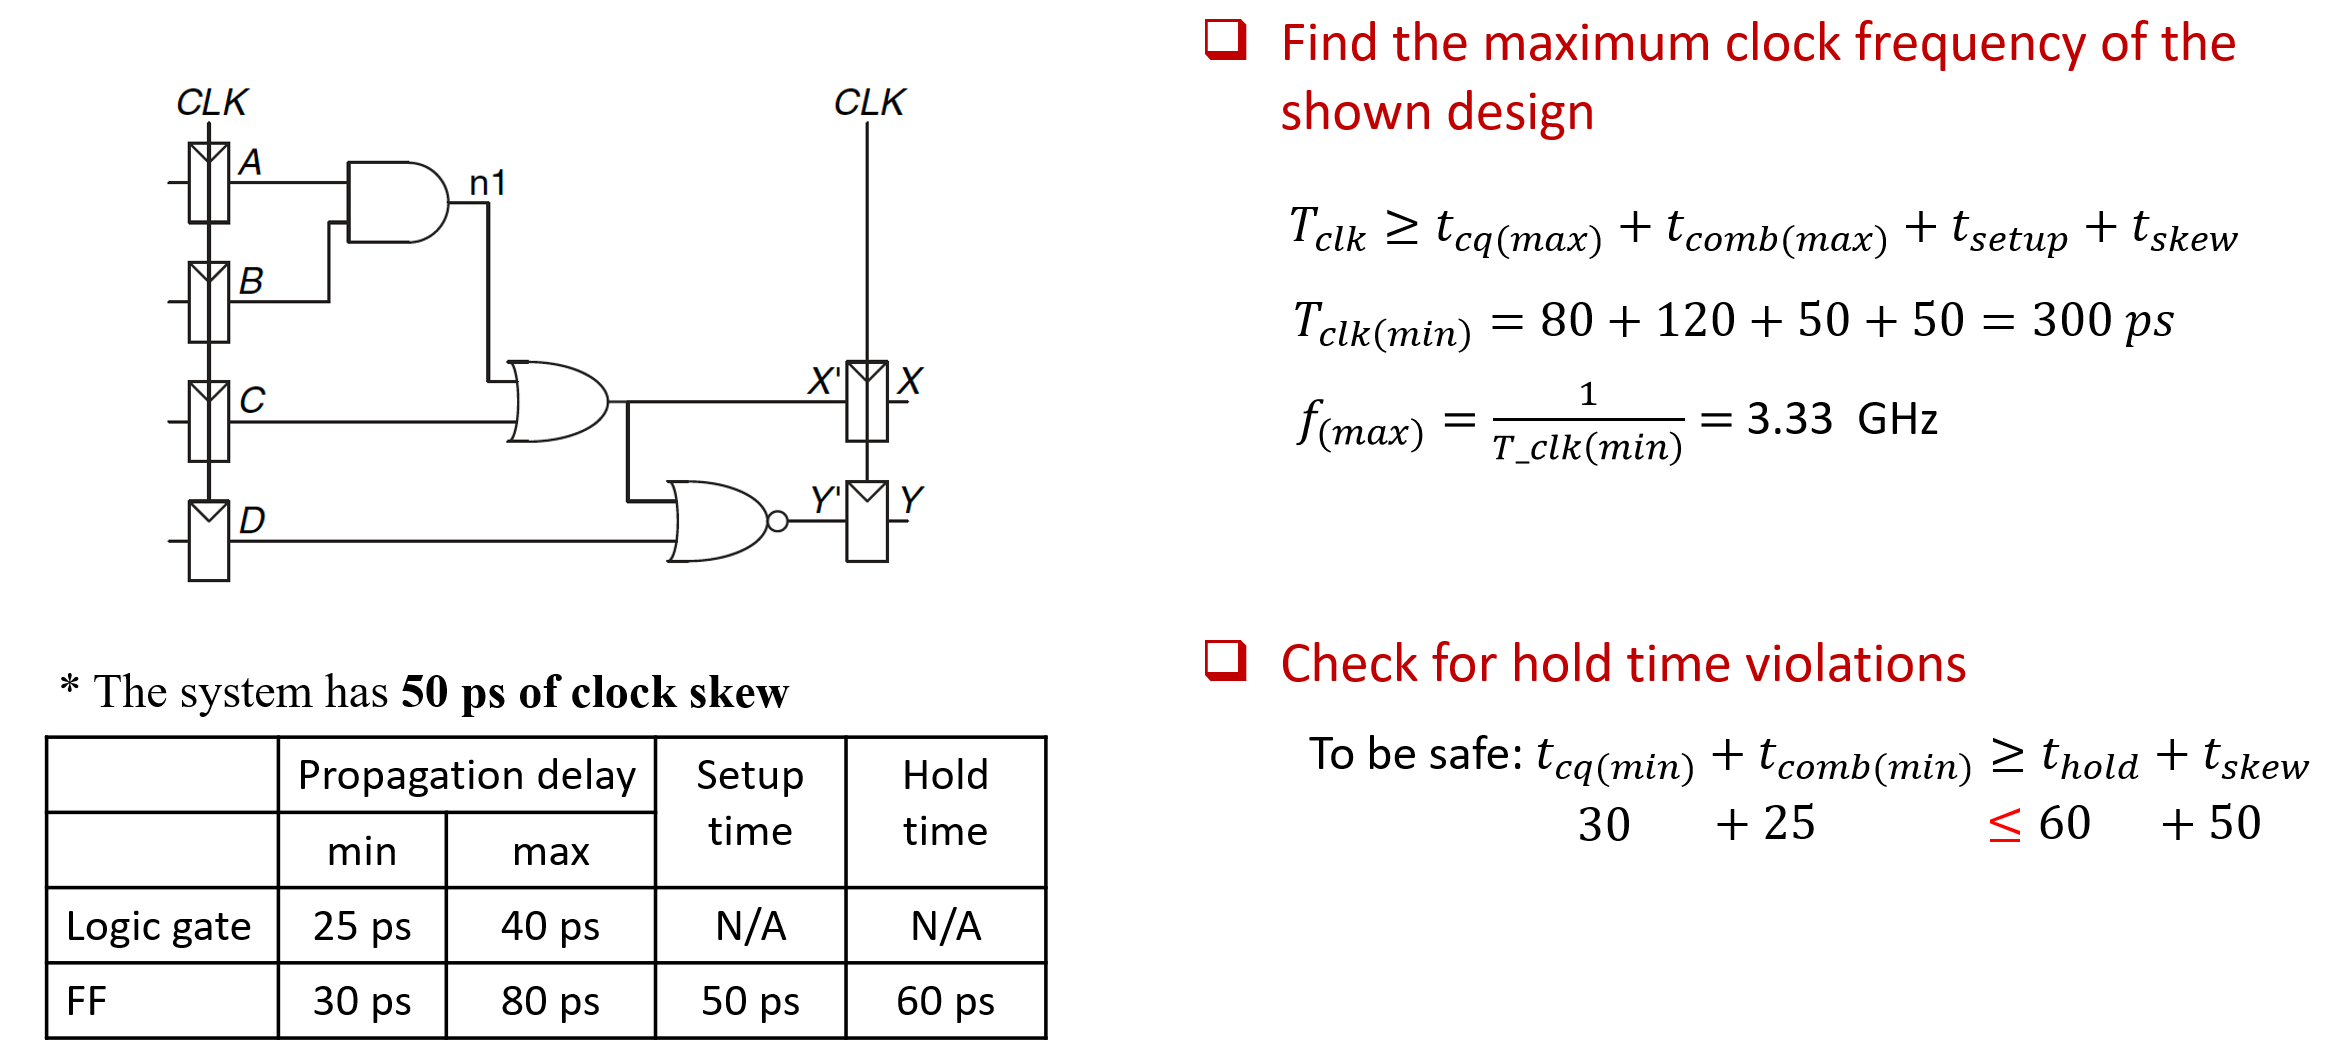 CLK
CLK
A
n1
B
C
X'
X
D
Y'
Y
* The system has 50 ps of clock skew
Propagation delay
Setup time
Hold time
min
max
Logic gate 25 ps 40 ps N/A N/A
FF 30 ps 80 ps 50 ps 60 ps
❑ Find the maximum clock frequency of the
shown design
T_{clk} ≥ t_{cq(max)} + t_{comb(max)} + t_{setup} + t_{skew}
T_{clk(min)} = 80 + 120 + 50 + 50 = 300 ps
f_{(max)} = \frac{1}{T\_clk(min)} = 3.33 GHz
❑ Check for hold time violations
To be safe: t_{cq(min)} + t_{comb(min)} ≥ t_{hold} + t_{skew}
30 + 25 ≤ 60 + 50